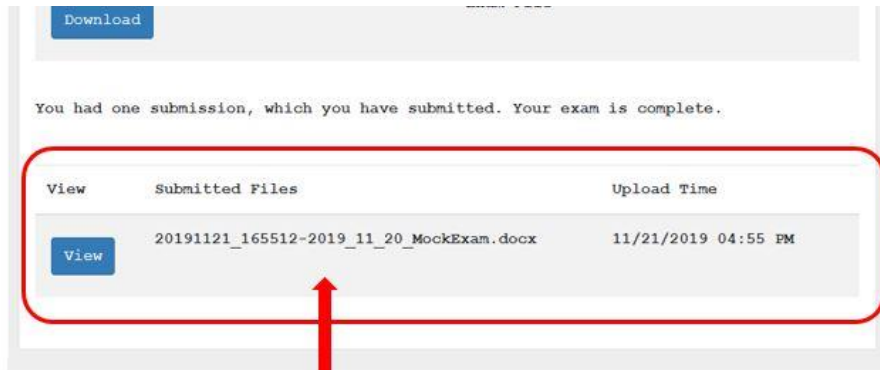 Download
You had one submission, which you have submitted. Your exam is complete.
View Submitted Files Upload Time
View 20191121_165512-2019_11_20_MockExam.docx 11/21/2019 04:55 PM